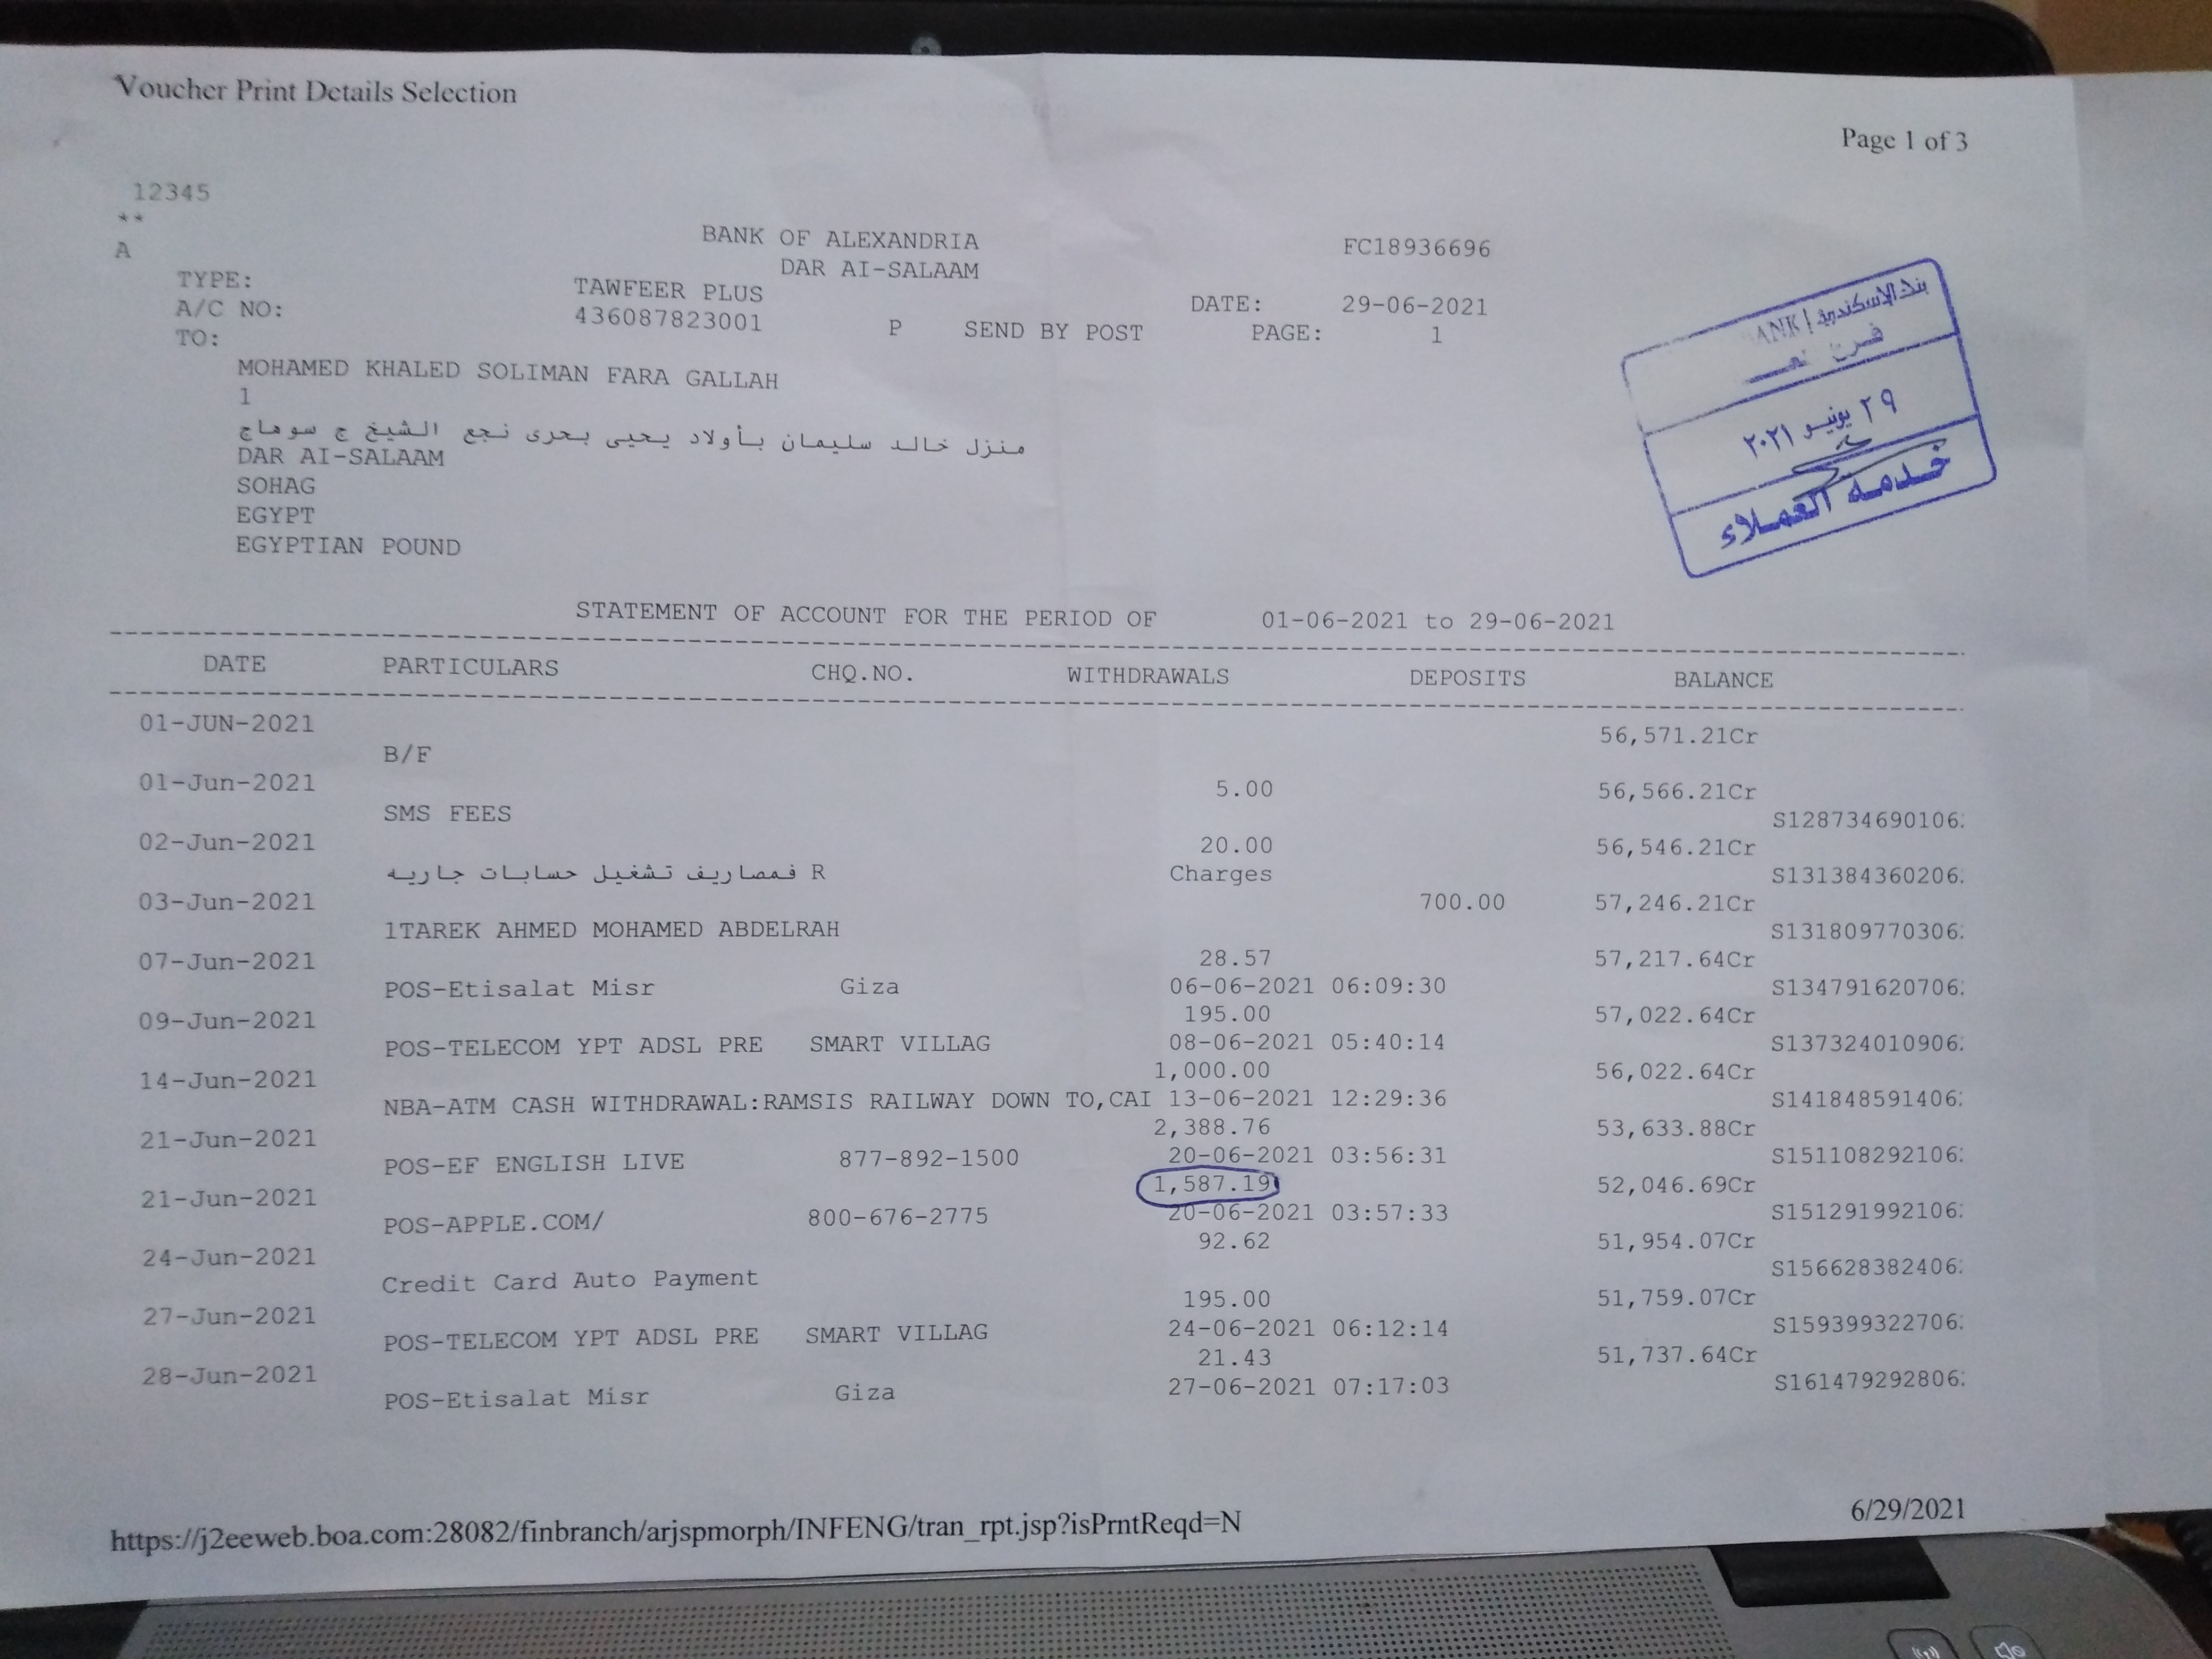 Voucher Print Details Selection
Page 1 of 3
12345
**
A
BANK OF ALEXANDRIA FC18936696
DAR AI-SALAAM
TYPE: TAWFEER PLUS DATE: 29-06-2021
A/C NO: 436087823001 P SEND BY POST PAGE: 1
TO:
MOHAMED KHALED SOLIMAN FARA GALLAH
1
منزل خالد سليمان بأولاد يحيى بحرى نجع الشيخ ج سوهاج
DAR AI-SALAAM
SOHAG
EGYPT
EGYPTIAN POUND
بنك الإسكندرية | BANK
فرع
٢٩ يونيو ٢٠٢١
خدمة العملاء
STATEMENT OF ACCOUNT FOR THE PERIOD OF 01-06-2021 to 29-06-2021
DATE PARTICULARS CHQ.NO. WITHDRAWALS DEPOSITS BALANCE
01-JUN-2021 56,571.21Cr
B/F
01-Jun-2021 5.00 56,566.21Cr
SMS FEES S128734690106
02-Jun-2021 20.00 56,546.21Cr
فمصاريف تشغيل حسابات جاريه R Charges S131384360206
03-Jun-2021 700.00 57,246.21Cr
1TAREK AHMED MOHAMED ABDELRAH S131809770306
07-Jun-2021 28.57 57,217.64Cr
POS-Etisalat Misr Giza 06-06-2021 06:09:30 S134791620706
09-Jun-2021 195.00 57,022.64Cr
POS-TELECOM YPT ADSL PRE SMART VILLAG 08-06-2021 05:40:14 S137324010906
14-Jun-2021 1,000.00 56,022.64Cr
NBA-ATM CASH WITHDRAWAL:RAMSIS RAILWAY DOWN TO,CAI 13-06-2021 12:29:36 S141848591406
21-Jun-2021 2,388.76 53,633.88Cr
POS-EF ENGLISH LIVE 877-892-1500 20-06-2021 03:56:31 S151108292106
21-Jun-2021 1,587.19 52,046.69Cr
POS-APPLE.COM/ 800-676-2775 20-06-2021 03:57:33 S151291992106
24-Jun-2021 92.62 51,954.07Cr
Credit Card Auto Payment S156628382406
27-Jun-2021 195.00 51,759.07Cr
POS-TELECOM YPT ADSL PRE SMART VILLAG 24-06-2021 06:12:14 S159399322706
28-Jun-2021 21.43 51,737.64Cr
POS-Etisalat Misr Giza 27-06-2021 07:17:03 S161479292806
https://j2eeweb.boa.com:28082/finbranch/arjspmorph/INFENG/tran_rpt.jsp?isPrntReqd=N 6/29/2021